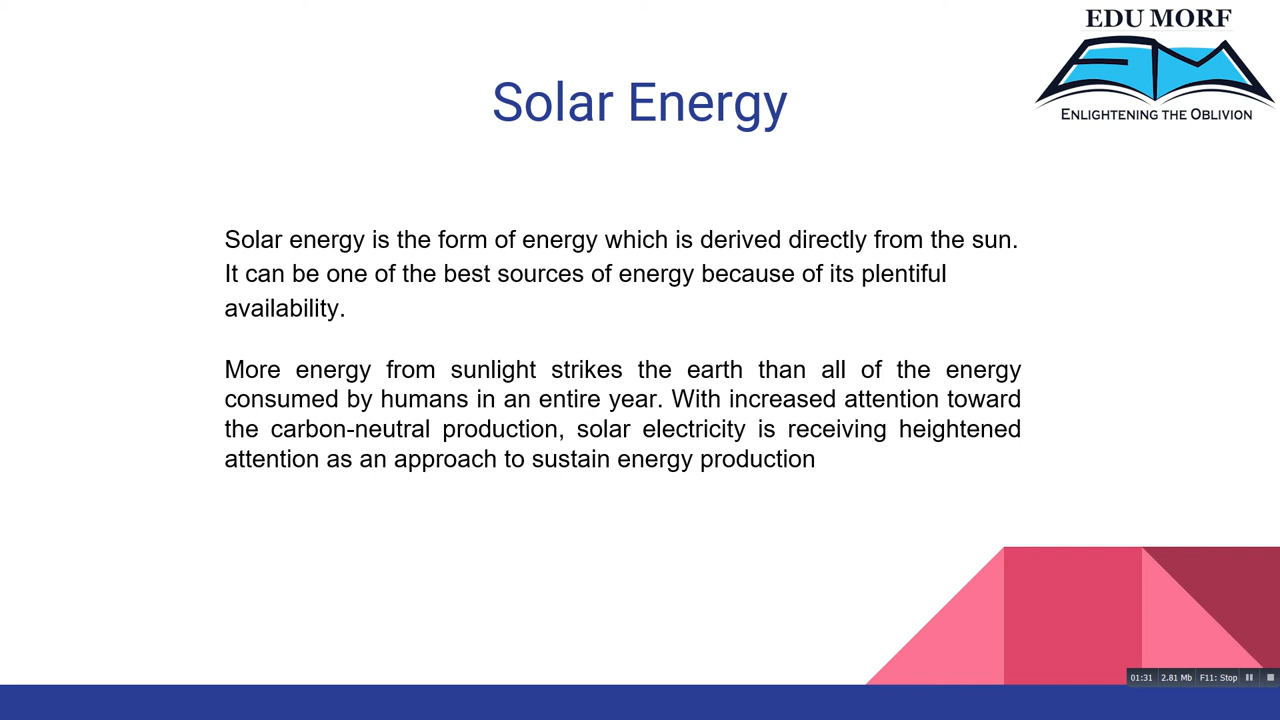 EDU MORF
ENLIGHTENING THE OBLIVION
Solar Energy
Solar energy is the form of energy which is derived directly from the sun.
It can be one of the best sources of energy because of its plentiful
availability.
More energy from sunlight strikes the earth than all of the energy
consumed by humans in an entire year. With increased attention toward
the carbon-neutral production, solar electricity is receiving heightened
attention as an approach to sustain energy production
01:31 2.81 Mb F11: Stop